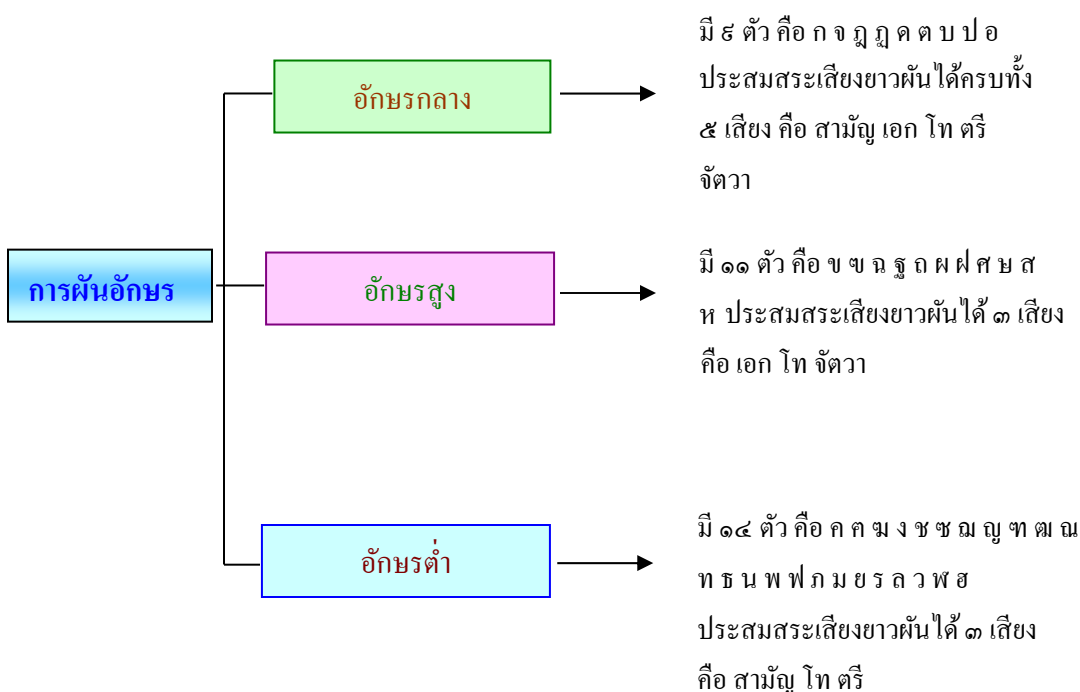 การผันอักษร
อักษรกลาง
มี ๙ ตัว คือ ก จ ฎ ฏ ด ต บ ป อ
ประสมสระเสียงยาวผันได้ครบทั้ง
๕ เสียง คือ สามัญ เอก โท ตรี
จัตวา
อักษรสูง
มี ๑๑ ตัว คือ ข ฃ ฉ ฐ ถ ผ ฝ ศ ษ ส
ห ประสมสระเสียงยาวผันได้ ๓ เสียง
คือ เอก โท จัตวา
อักษรต่ำ
มี ๑๔ ตัว คือ ค ฅ ฆ ง ช ซ ฌ ญ ฑ ฒ ณ
ท ธ น พ ฟ ภ ม ย ร ล ว ฬ ฮ
ประสมสระเสียงยาวผันได้ ๓ เสียง
คือ สามัญ โท ตรี